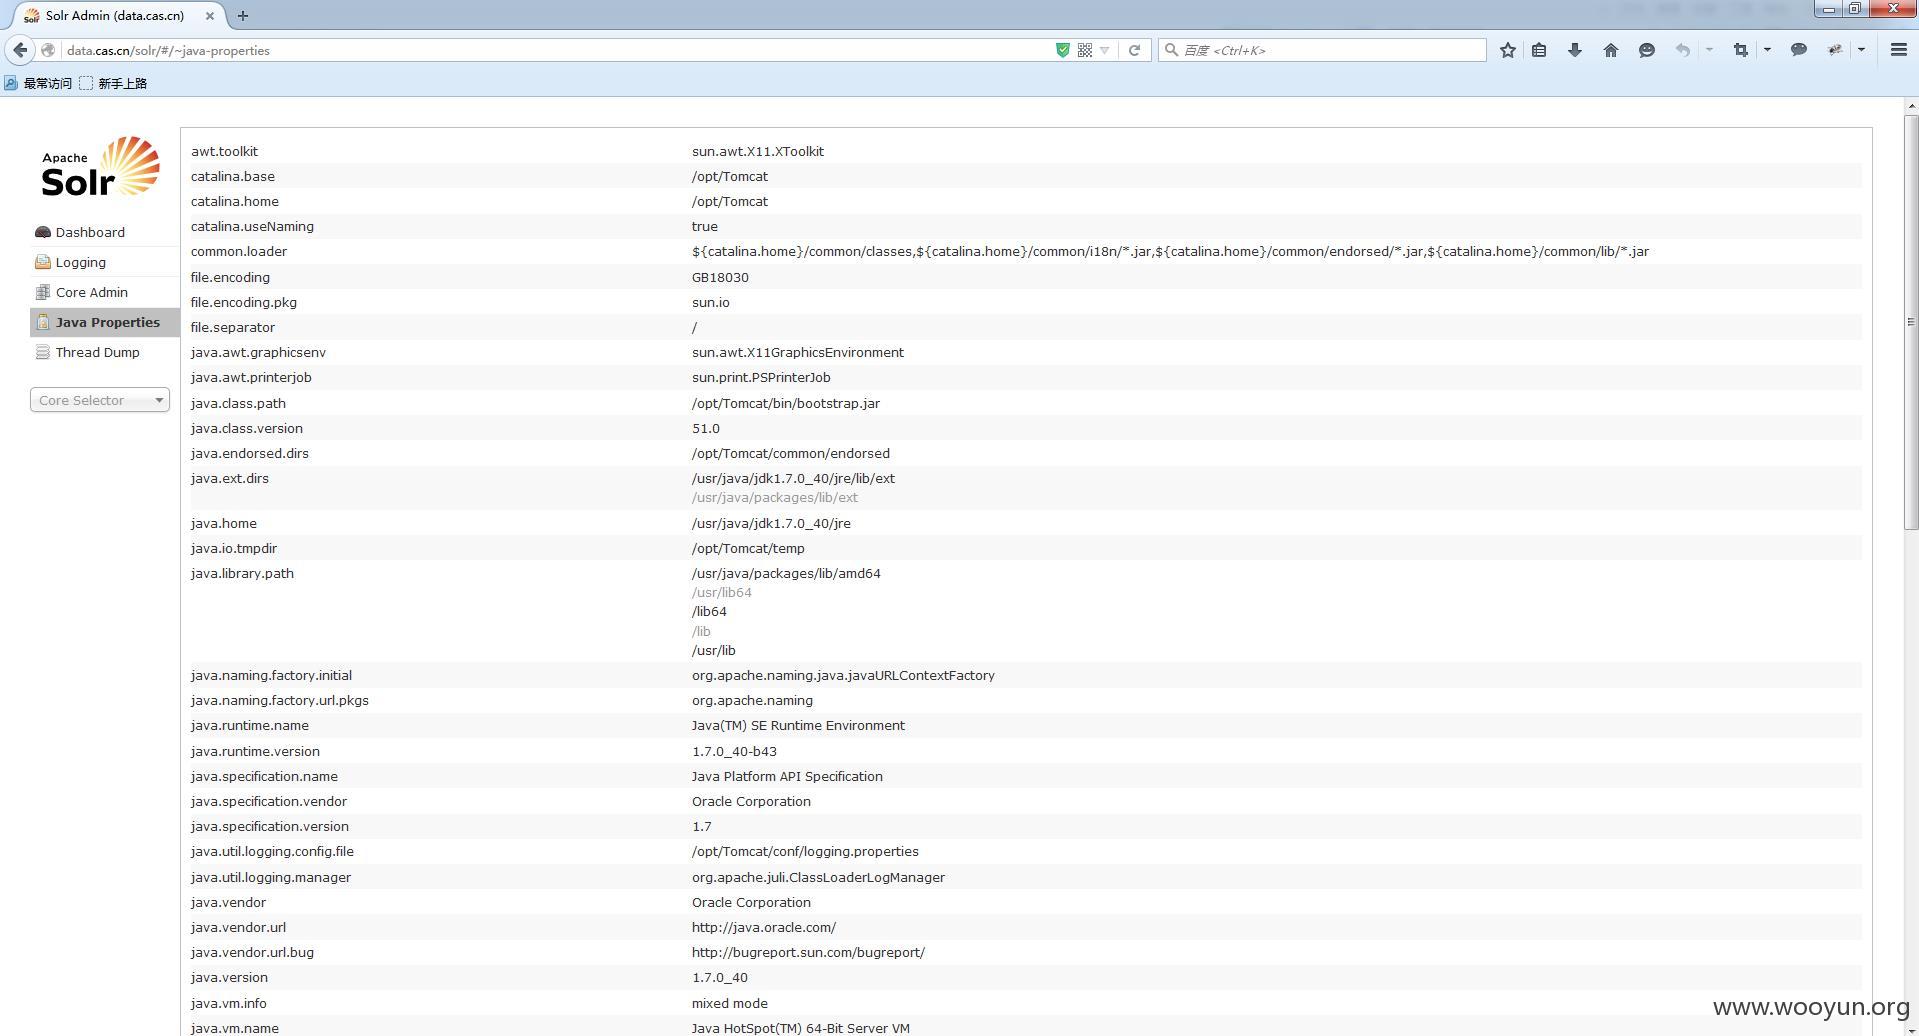 Solr Admin (data.cas.cn)
data.cas.cn/solr/#/~java-properties
百度 <Ctrl+K>
最常访问 新手上路
Apache
Solr
Dashboard
Logging
Core Admin
Java Properties
Thread Dump
Core Selector
awt.toolkit sun.awt.X11.XToolkit
catalina.base /opt/Tomcat
catalina.home /opt/Tomcat
catalina.useNaming true
common.loader ${catalina.home}/common/classes,${catalina.home}/common/i18n/*.jar,${catalina.home}/common/endorsed/*.jar,${catalina.home}/common/lib/*.jar
file.encoding GB18030
file.encoding.pkg sun.io
file.separator /
java.awt.graphicsenv sun.awt.X11GraphicsEnvironment
java.awt.printerjob sun.print.PSPrinterJob
java.class.path /opt/Tomcat/bin/bootstrap.jar
java.class.version 51.0
java.endorsed.dirs /opt/Tomcat/common/endorsed
java.ext.dirs /usr/java/jdk1.7.0_40/jre/lib/ext
/usr/java/packages/lib/ext
java.home /usr/java/jdk1.7.0_40/jre
java.io.tmpdir /opt/Tomcat/temp
java.library.path /usr/java/packages/lib/amd64
/usr/lib64
/lib64
/lib
/usr/lib
java.naming.factory.initial org.apache.naming.java.javaURLContextFactory
java.naming.factory.url.pkgs org.apache.naming
java.runtime.name Java(TM) SE Runtime Environment
java.runtime.version 1.7.0_40-b43
java.specification.name Java Platform API Specification
java.specification.vendor Oracle Corporation
java.specification.version 1.7
java.util.logging.config.file /opt/Tomcat/conf/logging.properties
java.util.logging.manager org.apache.juli.ClassLoaderLogManager
java.vendor Oracle Corporation
java.vendor.url http://java.oracle.com/
java.vendor.url.bug http://bugreport.sun.com/bugreport/
java.version 1.7.0_40
java.vm.info mixed mode
java.vm.name Java HotSpot(TM) 64-Bit Server VM
www.wooyun.org